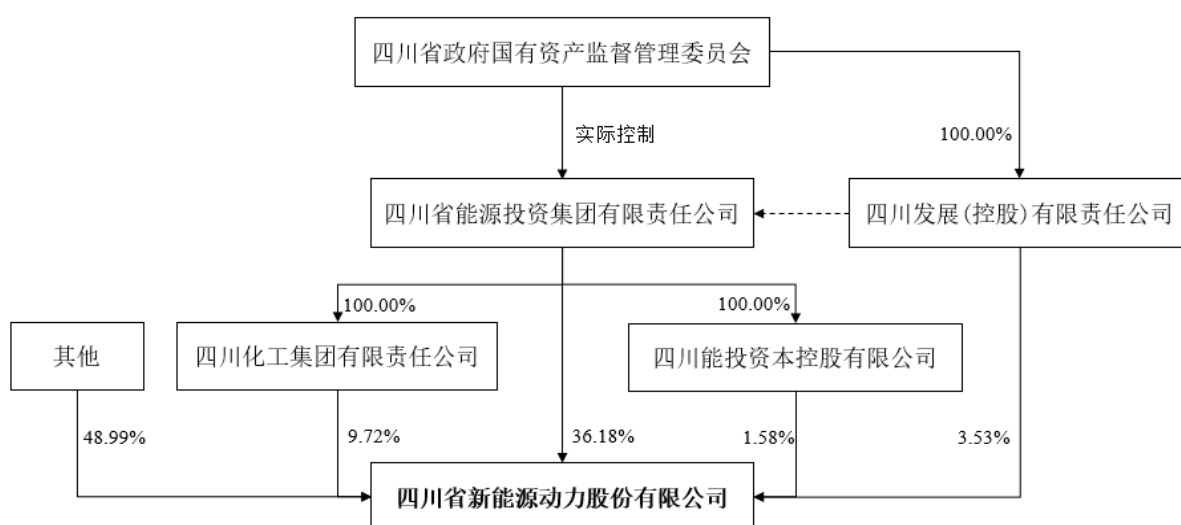 四川省政府国有资产监督管理委员会
实际控制
100.00%
四川省能源投资集团有限责任公司
四川发展(控股)有限责任公司
100.00%
100.00%
其他
四川化工集团有限责任公司
四川能投资本控股有限公司
48.99%
9.72%
36.18%
1.58%
3.53%
四川省新能源动力股份有限公司